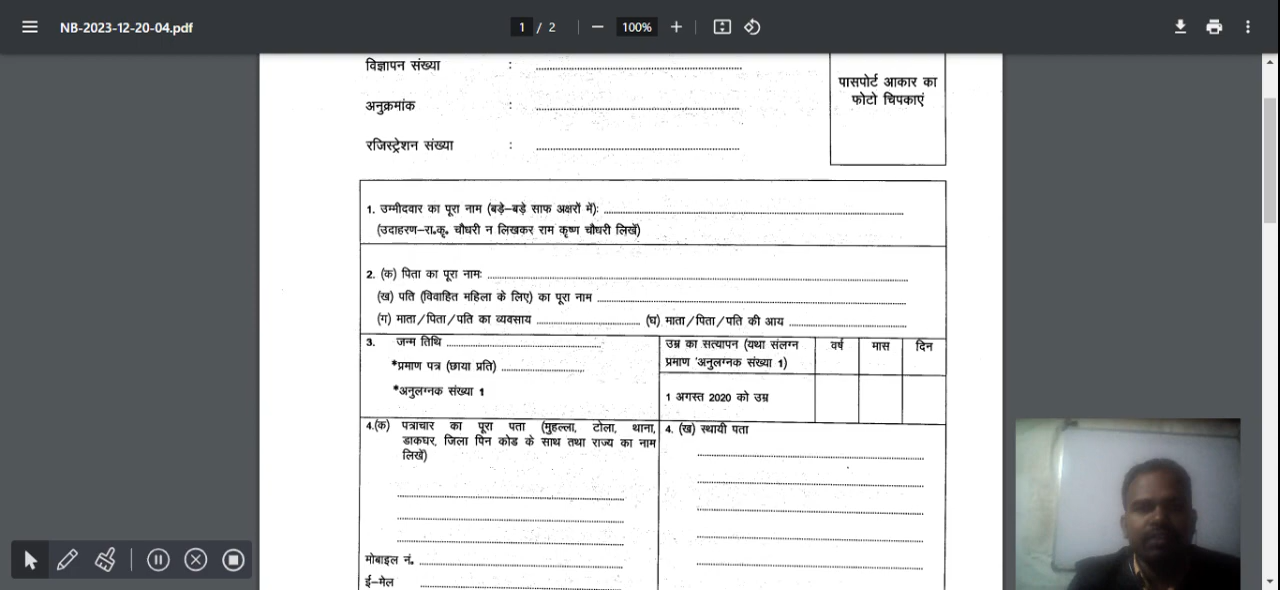 NB-2023-12-20-04.pdf
1 / 2
100%
विज्ञापन संख्या : ........................
पासपोर्ट आकार का
फोटो चिपकाएं
अनुक्रमांक : ........................
रजिस्ट्रेशन संख्या : ........................
1. उम्मीदवार का पूरा नाम (बड़े–बड़े साफ अक्षरों में): ........................
(उदाहरण–रा.कृ. चौधरी न लिखकर राम कृष्ण चौधरी लिखें)
2. (क) पिता का पूरा नामः ........................
(ख) पति (विवाहित महिला के लिए) का पूरा नाम ........................
(ग) माता/पिता/पति का व्यवसाय ........................ (घ) माता/पिता/पति की आय ........................
3. जन्म तिथि ........................
*प्रमाण पत्र (छाया प्रति) ........................
*अनुलग्नक संख्या 1
उम्र का सत्यापन (यथा संलग्न
प्रमाण 'अनुलग्नक संख्या 1)
वर्ष मास दिन
1 अगस्त 2020 को उम्र
4.(क) पत्राचार का पूरा पता (मुहल्ला, टोला, थाना,
डाकघर, जिला पिन कोड के साथ तथा राज्य का नाम
लिखें)
4. (ख) स्थायी पता
मोबाइल नं. ........................
ई–मेल ........................